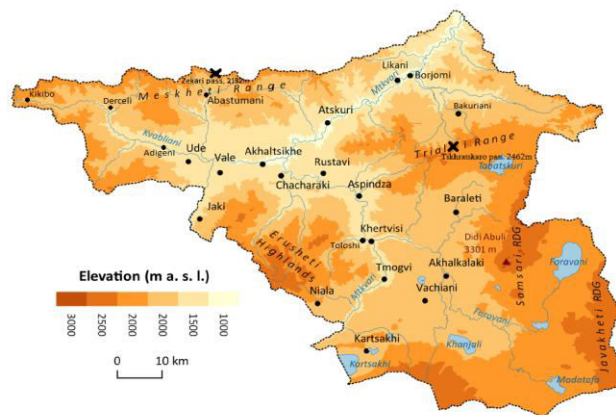 Likani
Borjomi
Mtkvari
Zekari pass, 2182m
Meskheti Range
Kikibo
Derceli
Abastumani
Bakuriani
Atskuri
Kvabliani
Trialeti Range
Tskhratskaro pass 2462m
Tabatskuri
Adigeni
Ude
Vale
Akhaltsikhe
Rustavi
Chacharaki
Aspindza
Baraleti
Jaki
Erusheti
Highlands
Toloshi
Khertvisi
Didi Abuli
3301 m
Samsari RDG
Faravani
Tmogvi
Akhalkalaki
Elevation (m a. s. l.)
Niala
Mtkvari
Vachiani
Javakheti RDG
3000
2500
2000
2000
1500
1000
Faravani
0 10 km
Kartsakhi
Khanjali
Kartsakhi
Madatafa